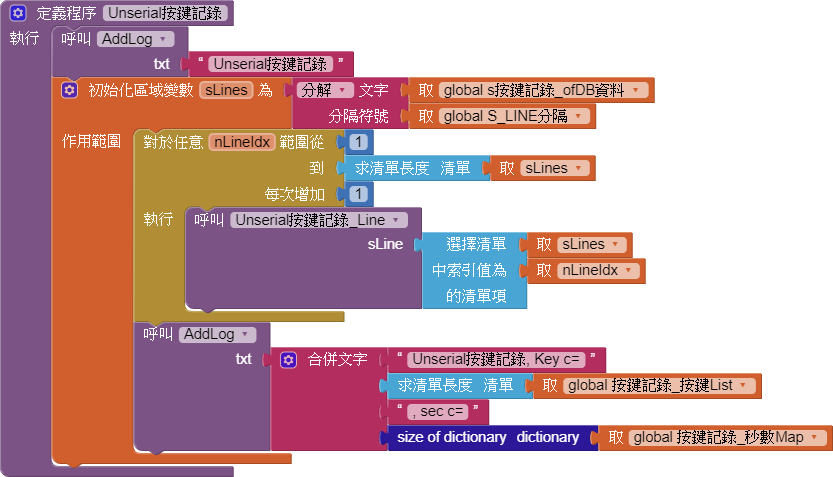 定義程序 Unserial按鍵記錄
執行 呼叫 AddLog
txt “ Unserial按鍵記錄 ”
初始化區域變數 sLines 為 分解 文字 取 global s按鍵記錄_ofDB資料
分隔符號 取 global S_LINE分隔
作用範圍 對於任意 nLineIdx 範圍從 1
到 求清單長度 清單 取 sLines
每次增加 1
執行 呼叫 Unserial按鍵記錄_Line
sLine 選擇清單 取 sLines
中索引值為 取 nLineIdx
的清單項
呼叫 AddLog
txt 合併文字 “ Unserial按鍵記錄, Key c= ”
求清單長度 清單 取 global 按鍵記錄_按鍵List
“ , sec c= ”
size of dictionary dictionary 取 global 按鍵記錄_秒數Map